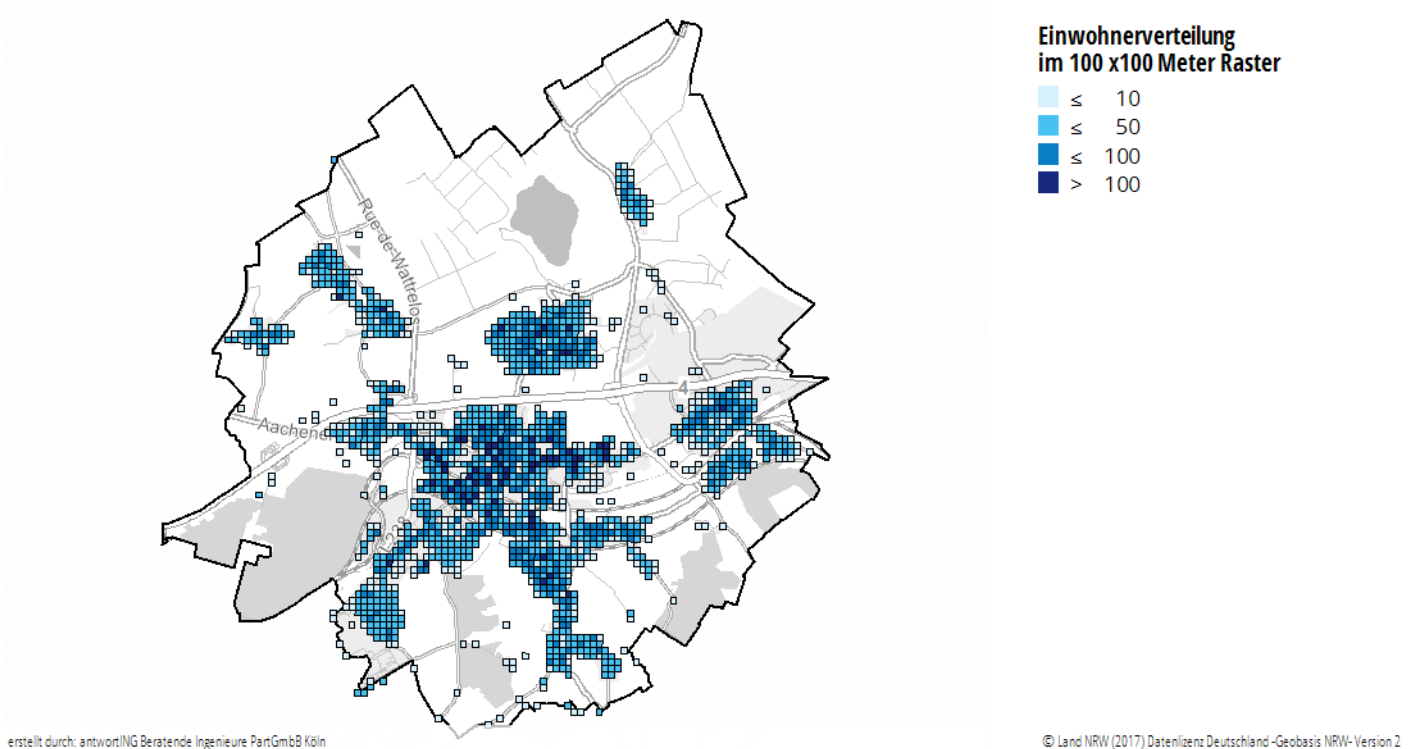 Einwohnerverteilung
im 100 x100 Meter Raster
≤ 10
≤ 50
≤ 100
> 100
Rue-de-Wattrelos
4
Aachener
L228
erstellt durch: antwortING Beratende Ingenieure PartGmbB Köln
© Land NRW (2017) Datenlizenz Deutschland -Geobasis NRW- Version 2